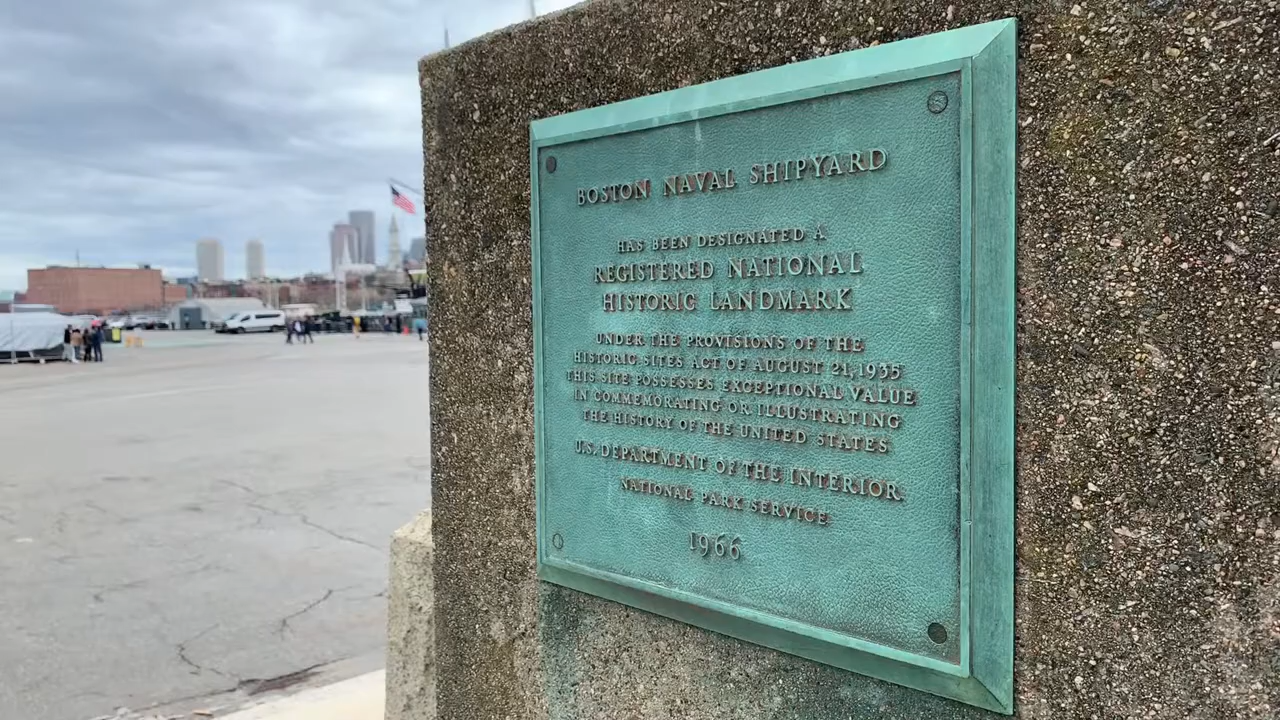 BOSTON NAVAL SHIPYARD
HAS BEEN DESIGNATED A
REGISTERED NATIONAL
HISTORIC LANDMARK
UNDER THE PROVISIONS OF THE
HISTORIC SITES ACT OF AUGUST 21, 1935
THIS SITE POSSESSES EXCEPTIONAL VALUE
IN COMMEMORATING OR ILLUSTRATING
THE HISTORY OF THE UNITED STATES
U.S. DEPARTMENT OF THE INTERIOR
NATIONAL PARK SERVICE
1966